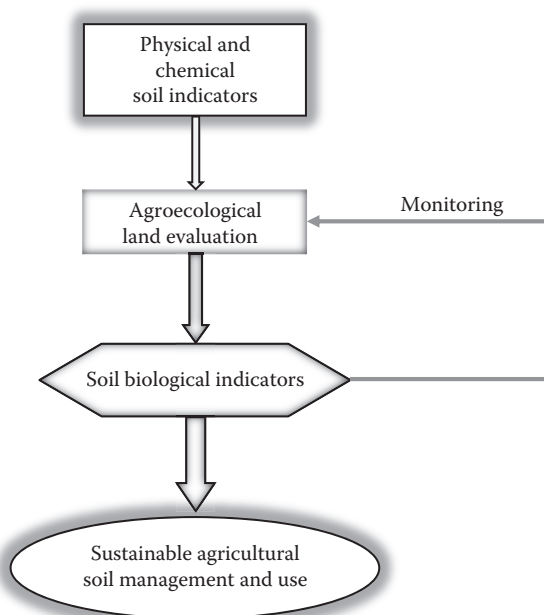 Physical and
chemical
soil indicators
Agroecological
land evaluation
Monitoring
Soil biological indicators
Sustainable agricultural
soil management and use